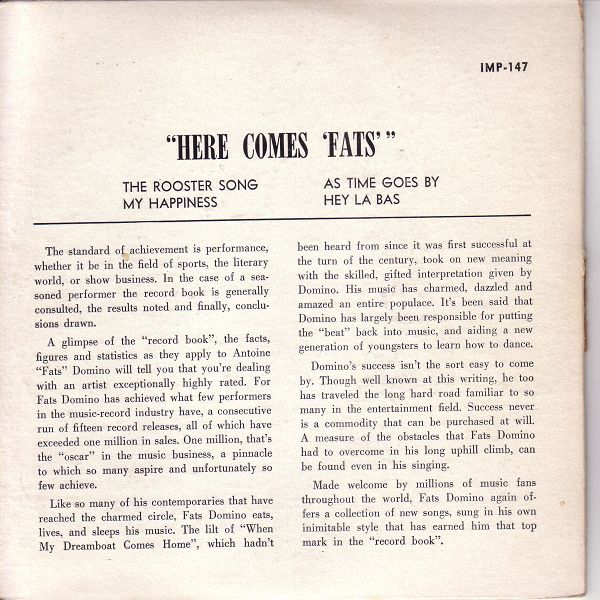 IMP-147
"HERE COMES 'FATS'"
THE ROOSTER SONG
MY HAPPINESS
AS TIME GOES BY
HEY LA BAS
The standard of achievement is performance,
whether it be in the field of sports, the literary
world, or show business. In the case of a sea-
soned performer the record book is generally
consulted, the results noted and finally, conclu-
sions drawn.
A glimpse of the "record book", the facts,
figures and statistics as they apply to Antoine
"Fats" Domino will tell you that you're dealing
with an artist exceptionally highly rated. For
Fats Domino has achieved what few performers
in the music-record industry have, a consecutive
run of fifteen record releases, all of which have
exceeded one million in sales. One million, that's
the "oscar" in the music business, a pinnacle
to which so many aspire and unfortunately so
few achieve.
Like so many of his contemporaries that have
reached the charmed circle, Fats Domino eats,
lives, and sleeps his music. The lilt of "When
My Dreamboat Comes Home", which hadn't
been heard from since it was first successful at
the turn of the century, took on new meaning
with the skilled, gifted interpretation given by
Domino. His music has charmed, dazzled and
amazed an entire populace. It's been said that
Domino has largely been responsible for putting
the "beat" back into music, and aiding a new
generation of youngsters to learn how to dance.
Domino's success isn't the sort easy to come
by. Though well known at this writing, he too
has traveled the long hard road familiar to so
many in the entertainment field. Success never
is a commodity that can be purchased at will.
A measure of the obstacles that Fats Domino
had to overcome in his long uphill climb, can
be found even in his singing.
Made welcome by millions of music fans
throughout the world, Fats Domino again of-
fers a collection of new songs, sung in his own
inimitable style that has earned him that top
mark in the "record book".